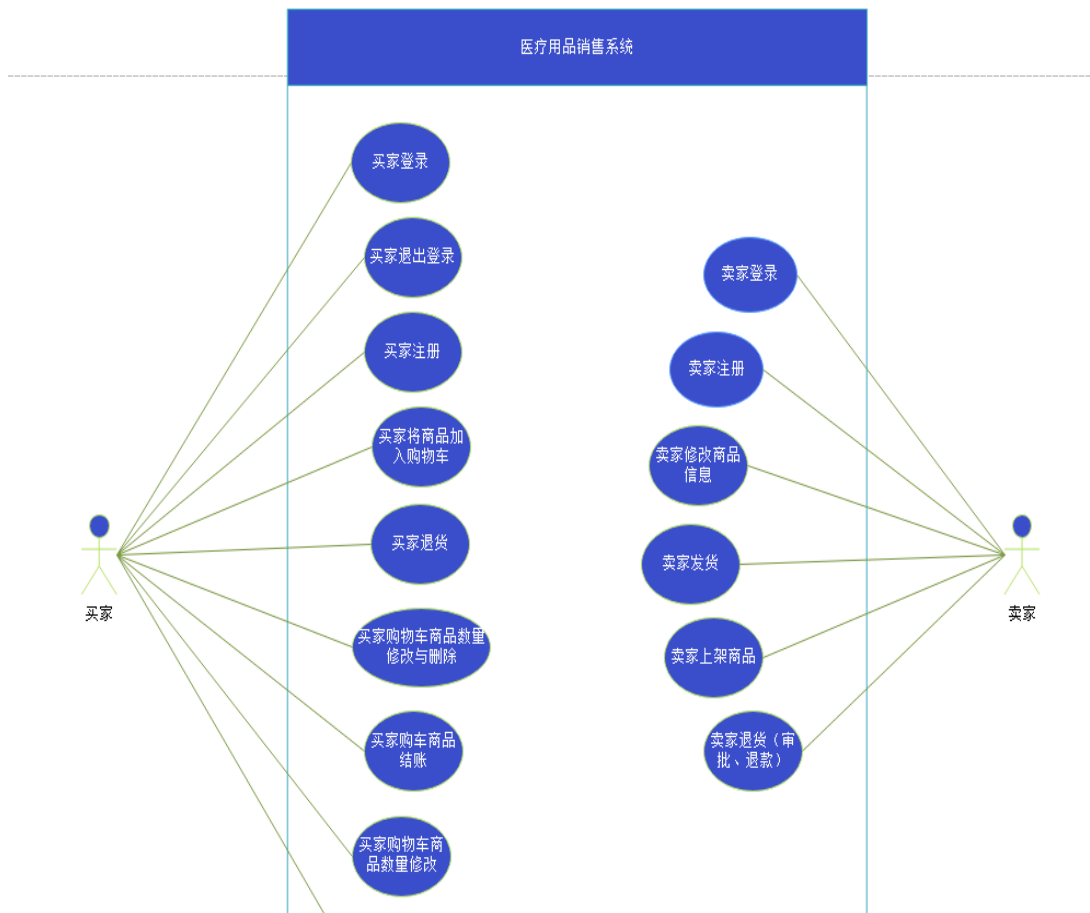 医疗用品销售系统
买家登录
买家退出登录
买家注册
买家将商品加
入购物车
买家退货
买家购物车商品数量
修改与删除
买家购车商品
结账
买家购物车商
品数量修改
买家
卖家登录
卖家注册
卖家修改商品
信息
卖家发货
卖家上架商品
卖家退货（审
批、退款）
卖家